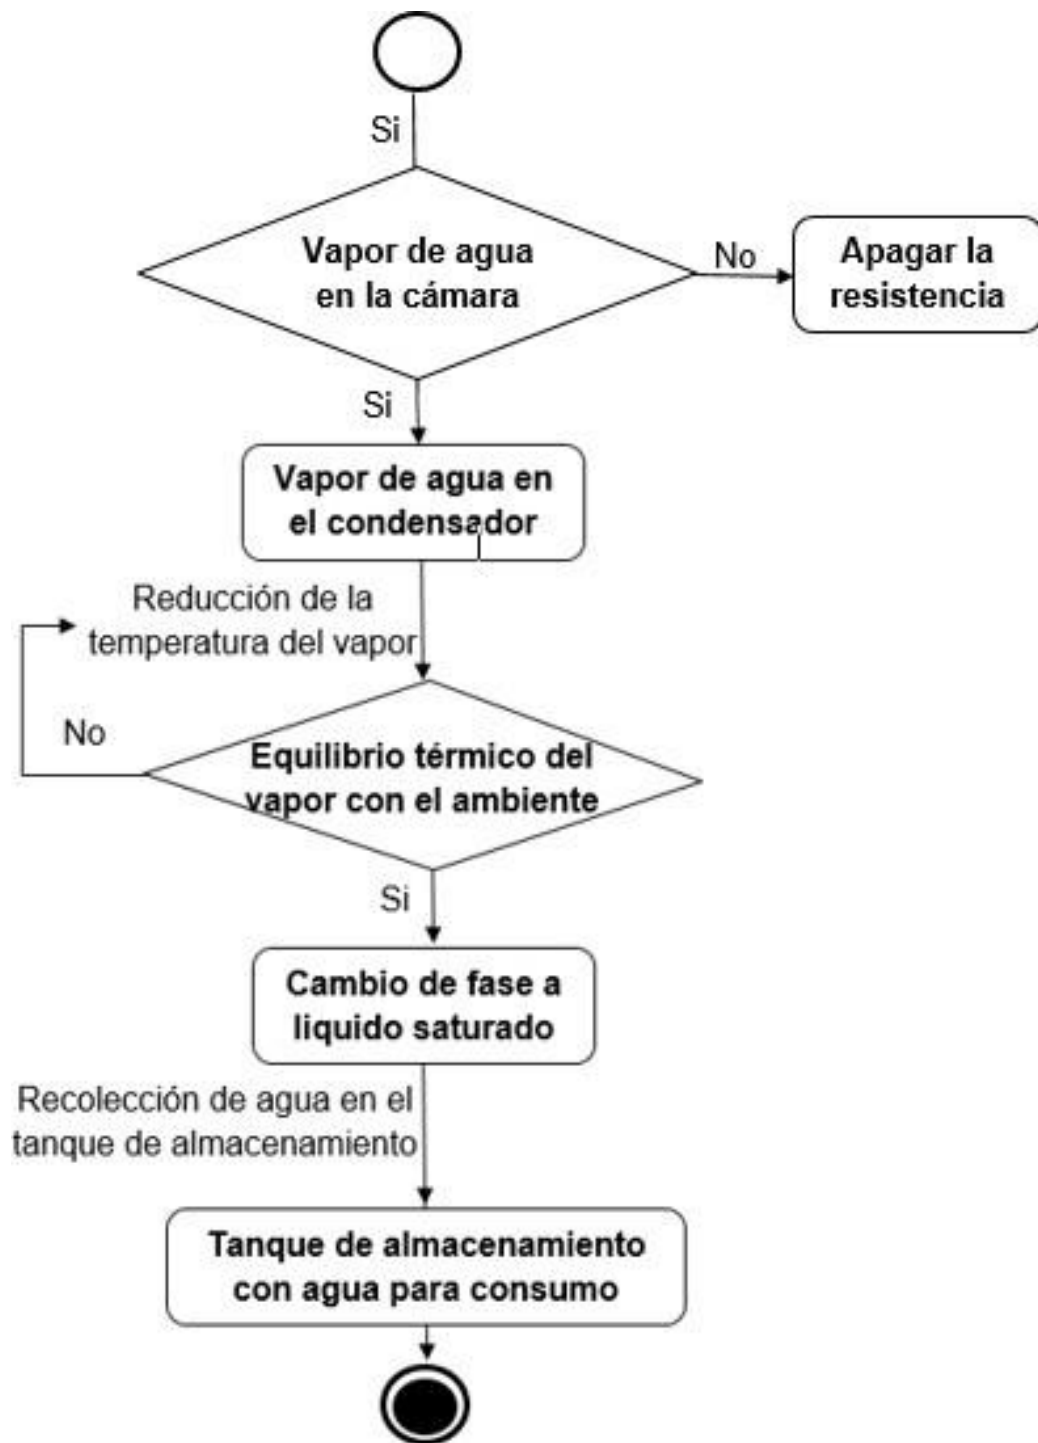 Si
Vapor de agua
en la cámara
No
Apagar la
resistencia
Si
Vapor de agua en
el condensador
Reducción de la
temperatura del vapor
No
Equilibrio térmico del
vapor con el ambiente
Si
Cambio de fase a
liquido saturado
Recolección de agua en el
tanque de almacenamiento
Tanque de almacenamiento
con agua para consumo